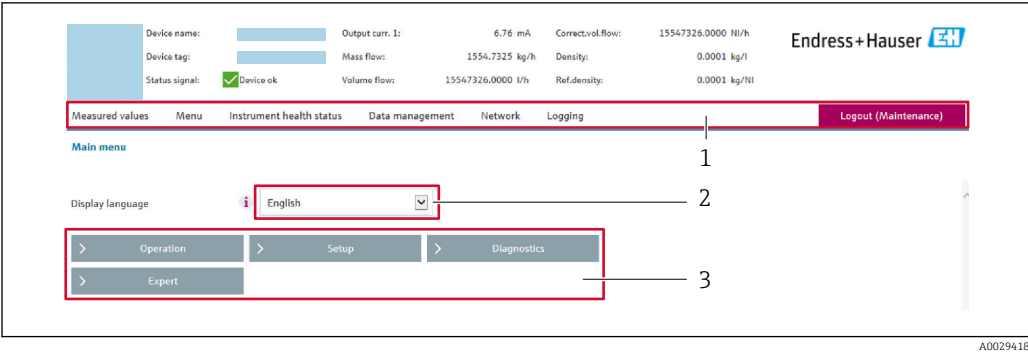 Device name: Output curr. 1: 6.76 mA Correct.vol.flow: 15547326.0000 Nl/h
Endress+Hauser EH
Device tag: Mass flow: 1554.7325 kg/h Density: 0.0001 kg/l
Status signal: Device ok Volume flow: 15547326.0000 l/h Ref.density: 0.0001 kg/Nl
Measured values Menu Instrument health status Data management Network Logging Logout (Maintenance)
1
Main menu
Display language i English 2
> Operation > Setup > Diagnostics
> Expert 3
A0029418